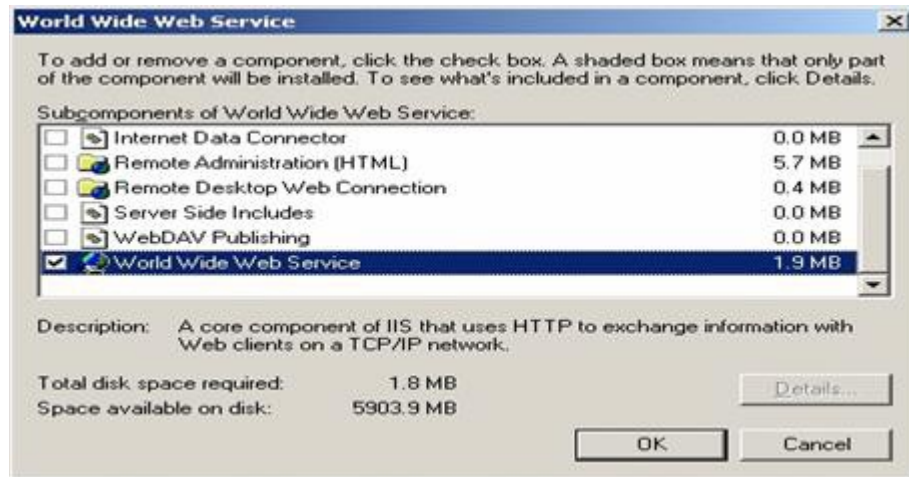 World Wide Web Service
To add or remove a component, click the check box. A shaded box means that only part
of the component will be installed. To see what's included in a component, click Details.
Subcomponents of World Wide Web Service:
Internet Data Connector 0.0 MB
Remote Administration (HTML) 5.7 MB
Remote Desktop Web Connection 0.4 MB
Server Side Includes 0.0 MB
WebDAV Publishing 0.0 MB
World Wide Web Service 1.9 MB
Description: A core component of IIS that uses HTTP to exchange information with
Web clients on a TCP/IP network.
Total disk space required: 1.8 MB
Space available on disk: 5903.9 MB
Details...
OK Cancel